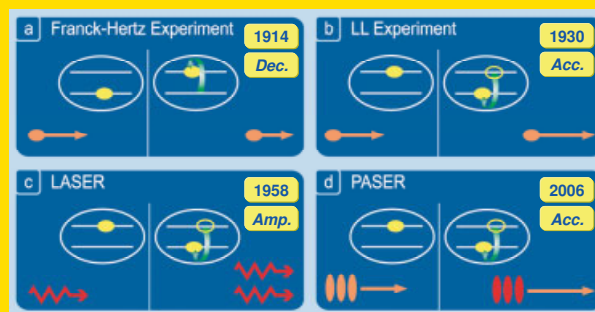 a Franck-Hertz Experiment
1914
Dec.
b LL Experiment
1930
Acc.
c LASER
1958
Amp.
d PASER
2006
Acc.